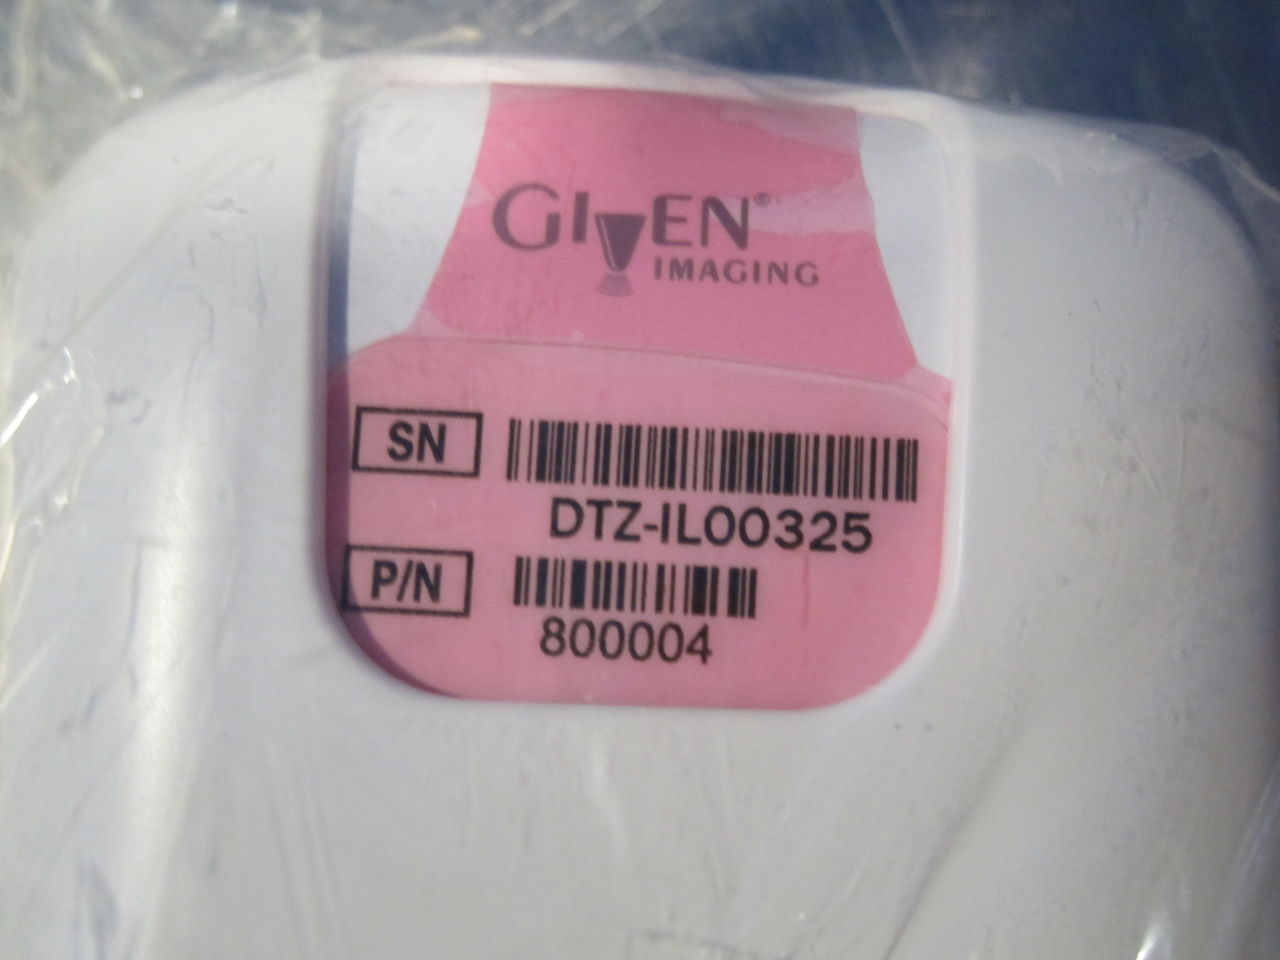 GIVEN®
IMAGING
SN
DTZ-IL00325
P/N
800004